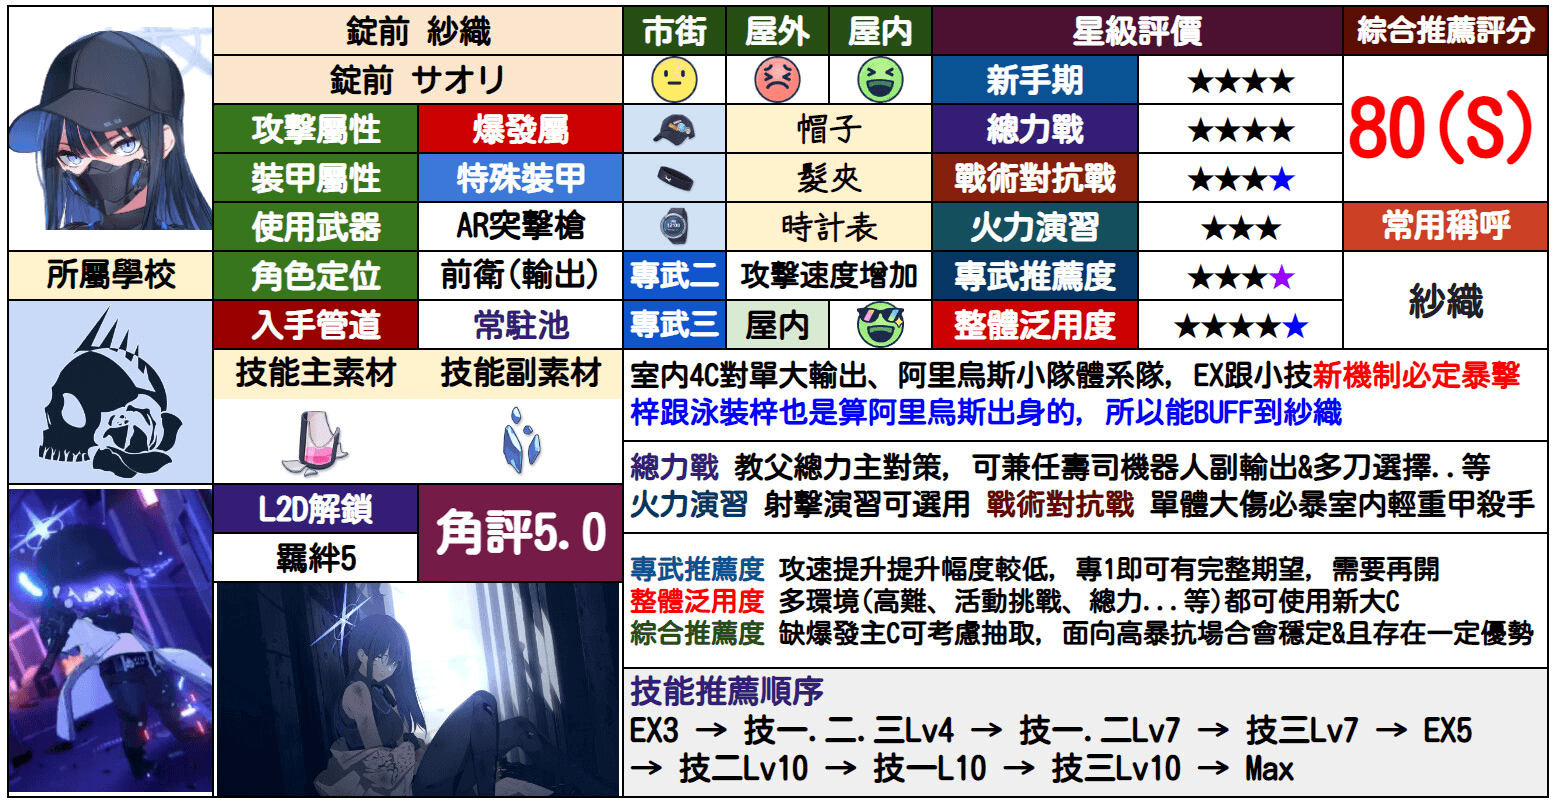 錠前 紗織
市街 屋外 屋內
星級評價
綜合推薦評分
錠前 サオリ
新手期 ★★★★
80(S)
攻擊屬性 爆發屬
帽子
總力戰 ★★★★
裝甲屬性 特殊裝甲
髮夾
戰術對抗戰 ★★★★
使用武器 AR突擊槍
時計表
火力演習 ★★★
常用稱呼
所屬學校
角色定位 前衛(輸出)
專武二 攻擊速度增加
專武推薦度 ★★★★
紗織
入手管道 常駐池
專武三 屋內
整體泛用度 ★★★★★
技能主素材 技能副素材
室內4C對單大輸出、阿里烏斯小隊體系隊, EX跟小技新機制必定暴擊
梓跟泳裝梓也是算阿里烏斯出身的, 所以能BUFF到紗織
總力戰 教父總力主對策, 可兼任壽司機器人副輸出&多刀選擇..等
火力演習 射擊演習可選用 戰術對抗戰 單體大傷必暴室內輕重甲殺手
L2D解鎖
羈絆5
角評5.0
專武推薦度 攻速提升提升幅度較低, 專1即可有完整期望, 需要再開
整體泛用度 多環境(高難、活動挑戰、總力...等)都可使用新大C
綜合推薦度 缺爆發主C可考慮抽取, 面向高暴抗場合會穩定&且存在一定優勢
技能推薦順序
EX3 → 技一.二.三Lv4 → 技一.二Lv7 → 技三Lv7 → EX5
→ 技二Lv10 → 技一L10 → 技三Lv10 → Max